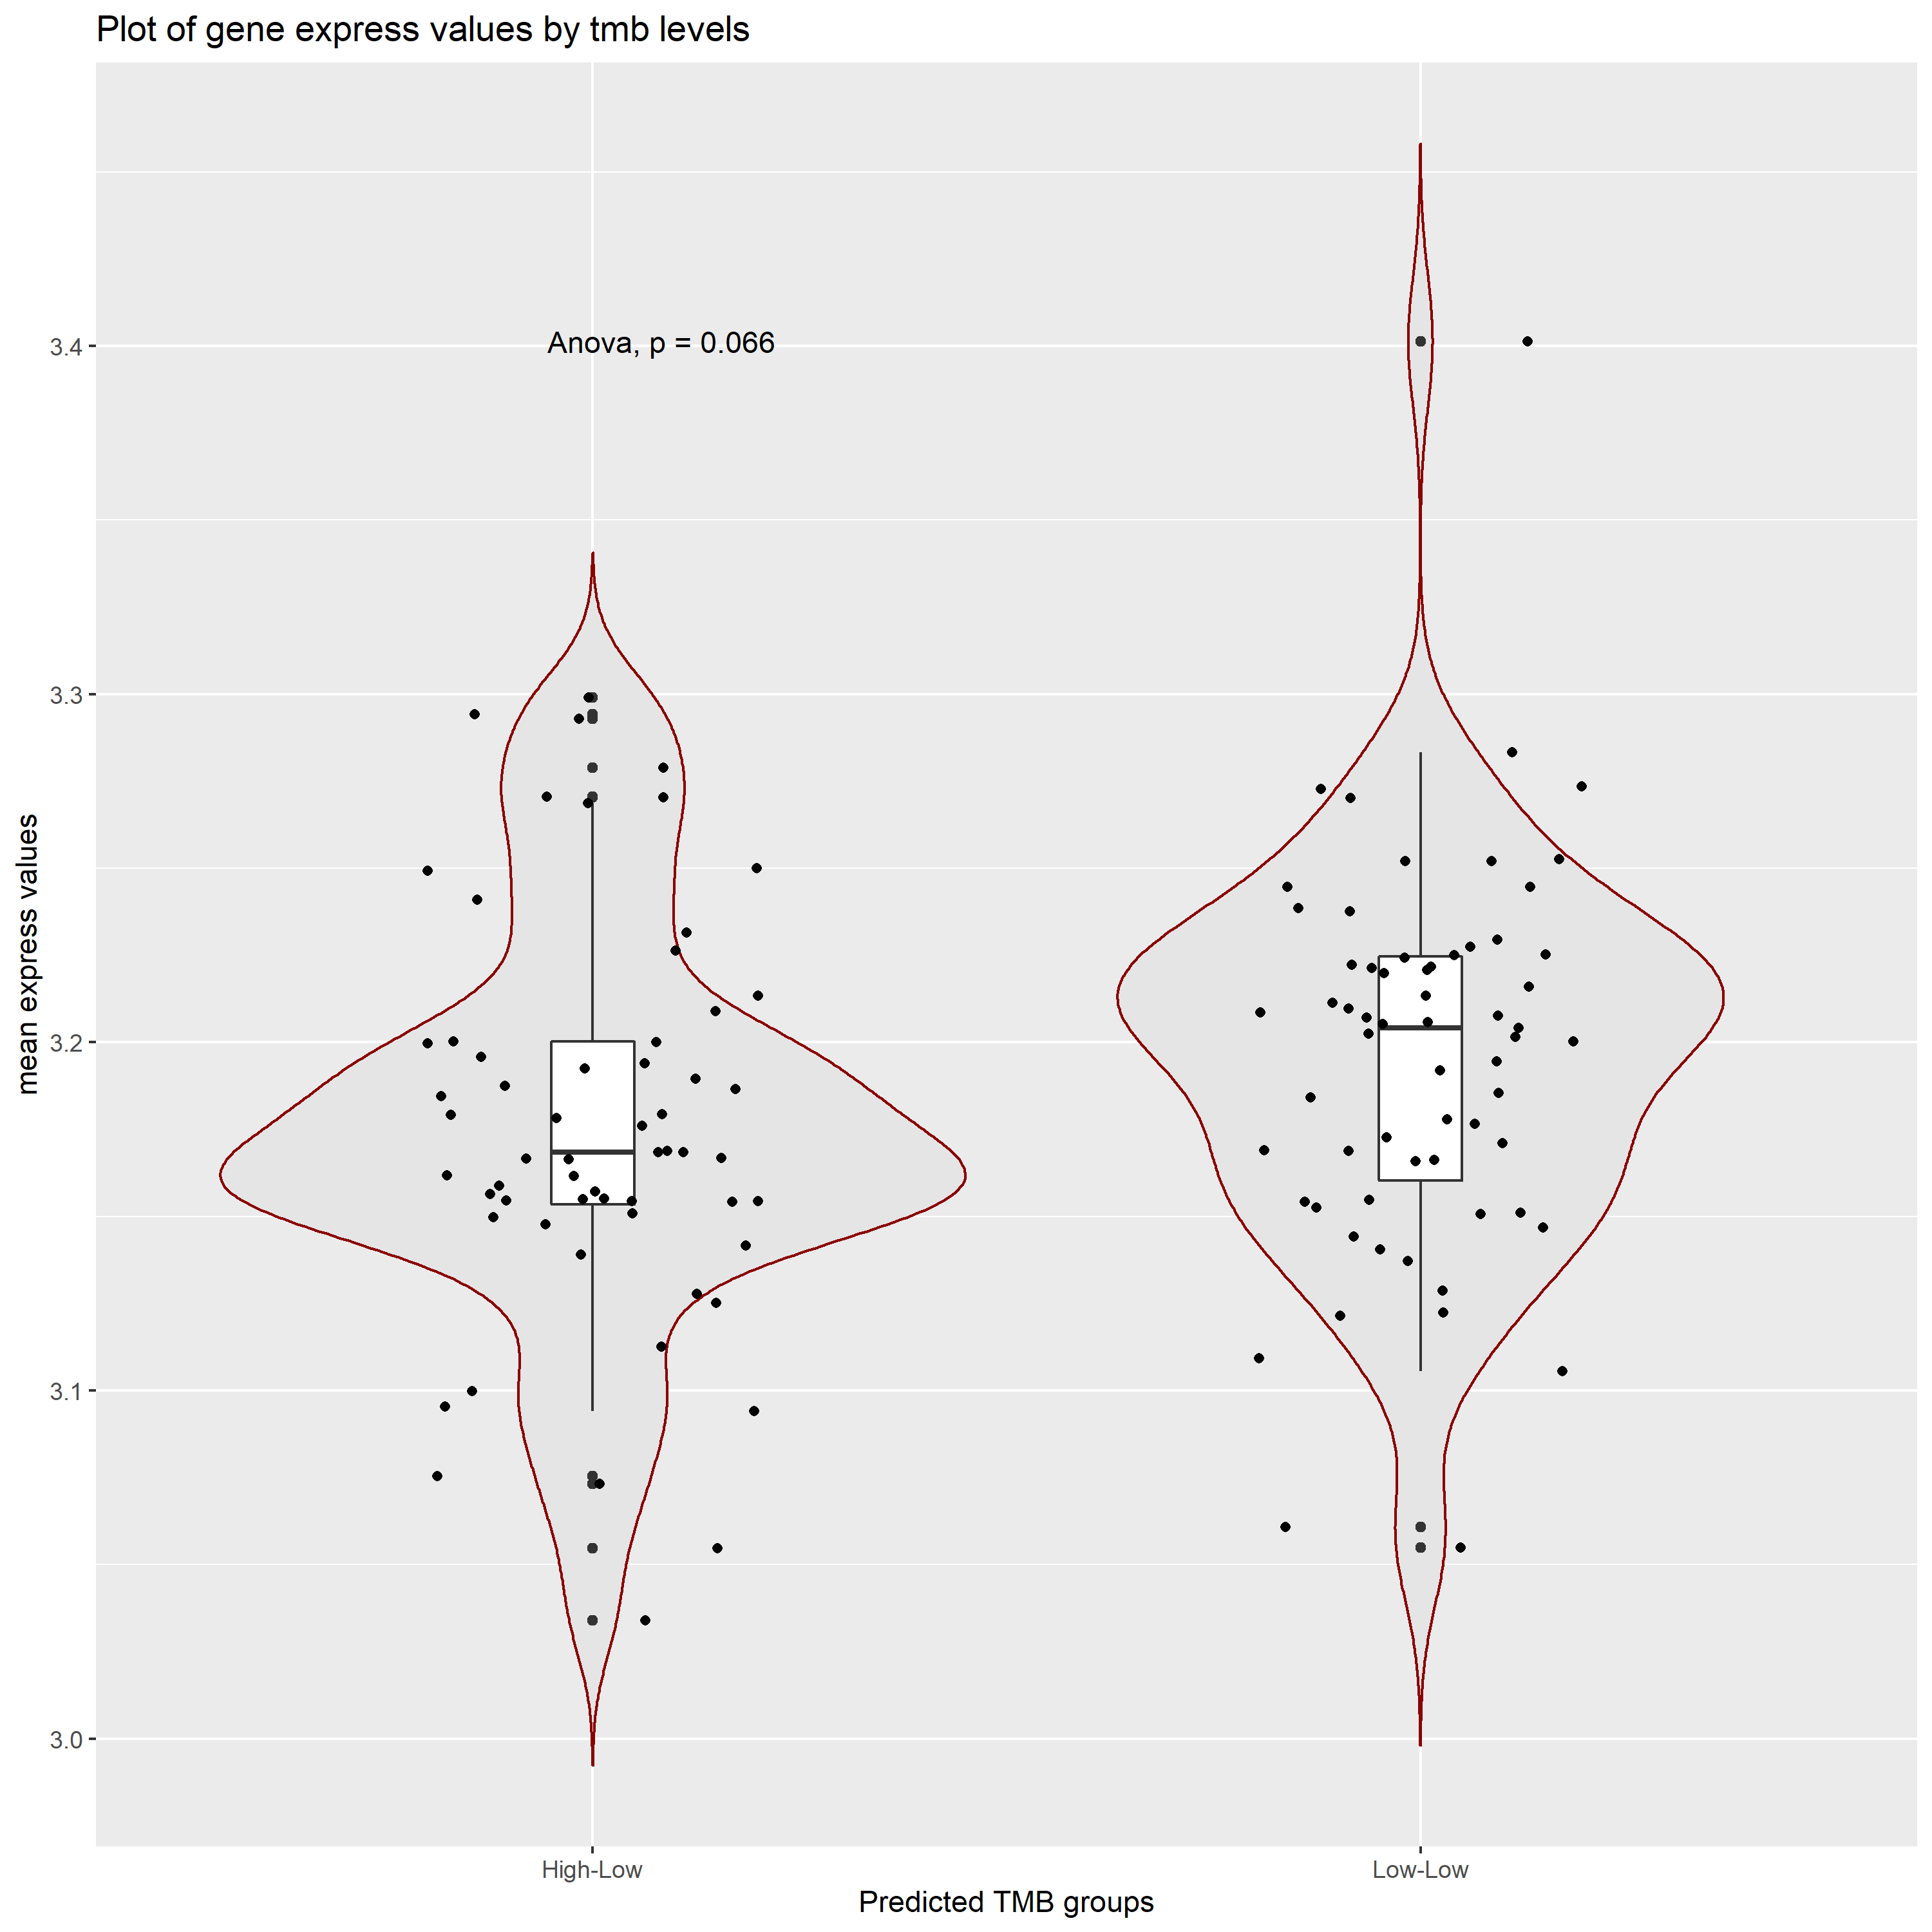 Plot of gene express values by tmb levels
Anova, p = 0.066
mean express values
3.4
3.3
3.2
3.1
3.0
High-Low
Low-Low
Predicted TMB groups